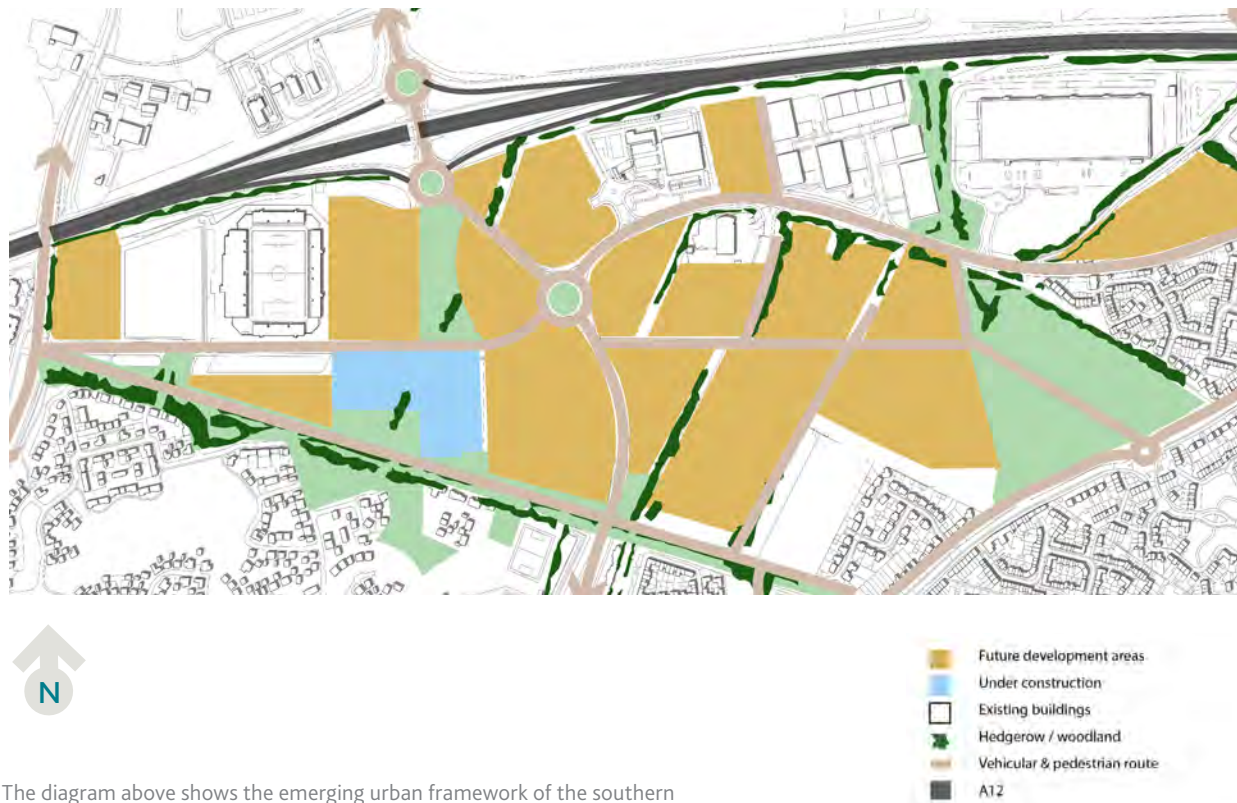 N
Future development areas
Under construction
Existing buildings
Hedgerow / woodland
Vehicular & pedestrian route
A12
The diagram above shows the emerging urban framework of the southern